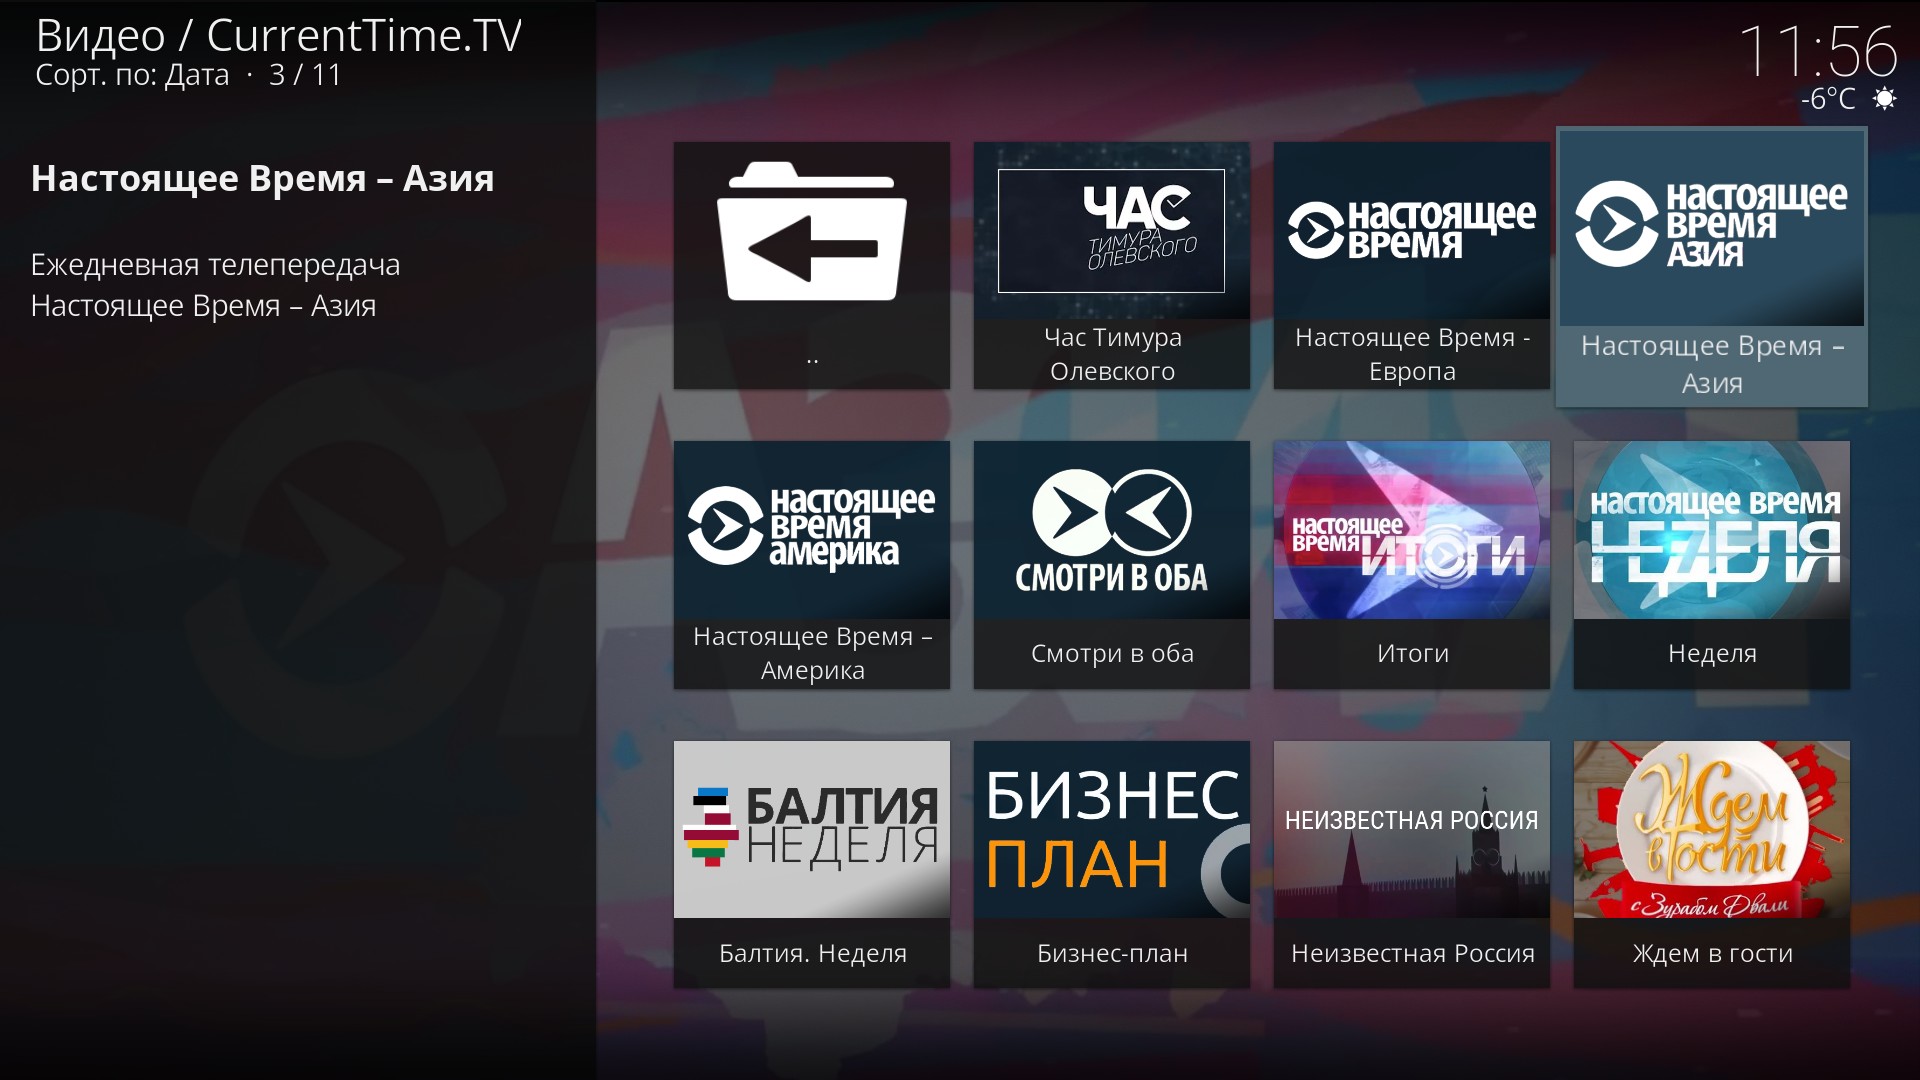 Видео / CurrentTime.TV
Сорт. по: Дата · 3 / 11
11:56
-6°C
Настоящее Время – Азия
Ежедневная телепередача
Настоящее Время – Азия
..
ЧАС
ТИМУРА
ОЛЕВСКОГО
Час Тимура
Олевского
настоящее
время
Настоящее Время -
Европа
настоящее
время
азия
Настоящее Время –
Азия
настоящее
время
америка
Настоящее Время –
Америка
СМОТРИ В ОБА
Смотри в оба
настоящее
время ИТОГИ
Итоги
настоящее время
НЕДЕЛЯ
Неделя
БАЛТИЯ
НЕДЕЛЯ
Балтия. Неделя
БИЗНЕС
ПЛАН
Бизнес-план
НЕИЗВЕСТНАЯ РОССИЯ
Неизвестная Россия
Ждем
в Гости
с Зурабом Двали
Ждем в гости